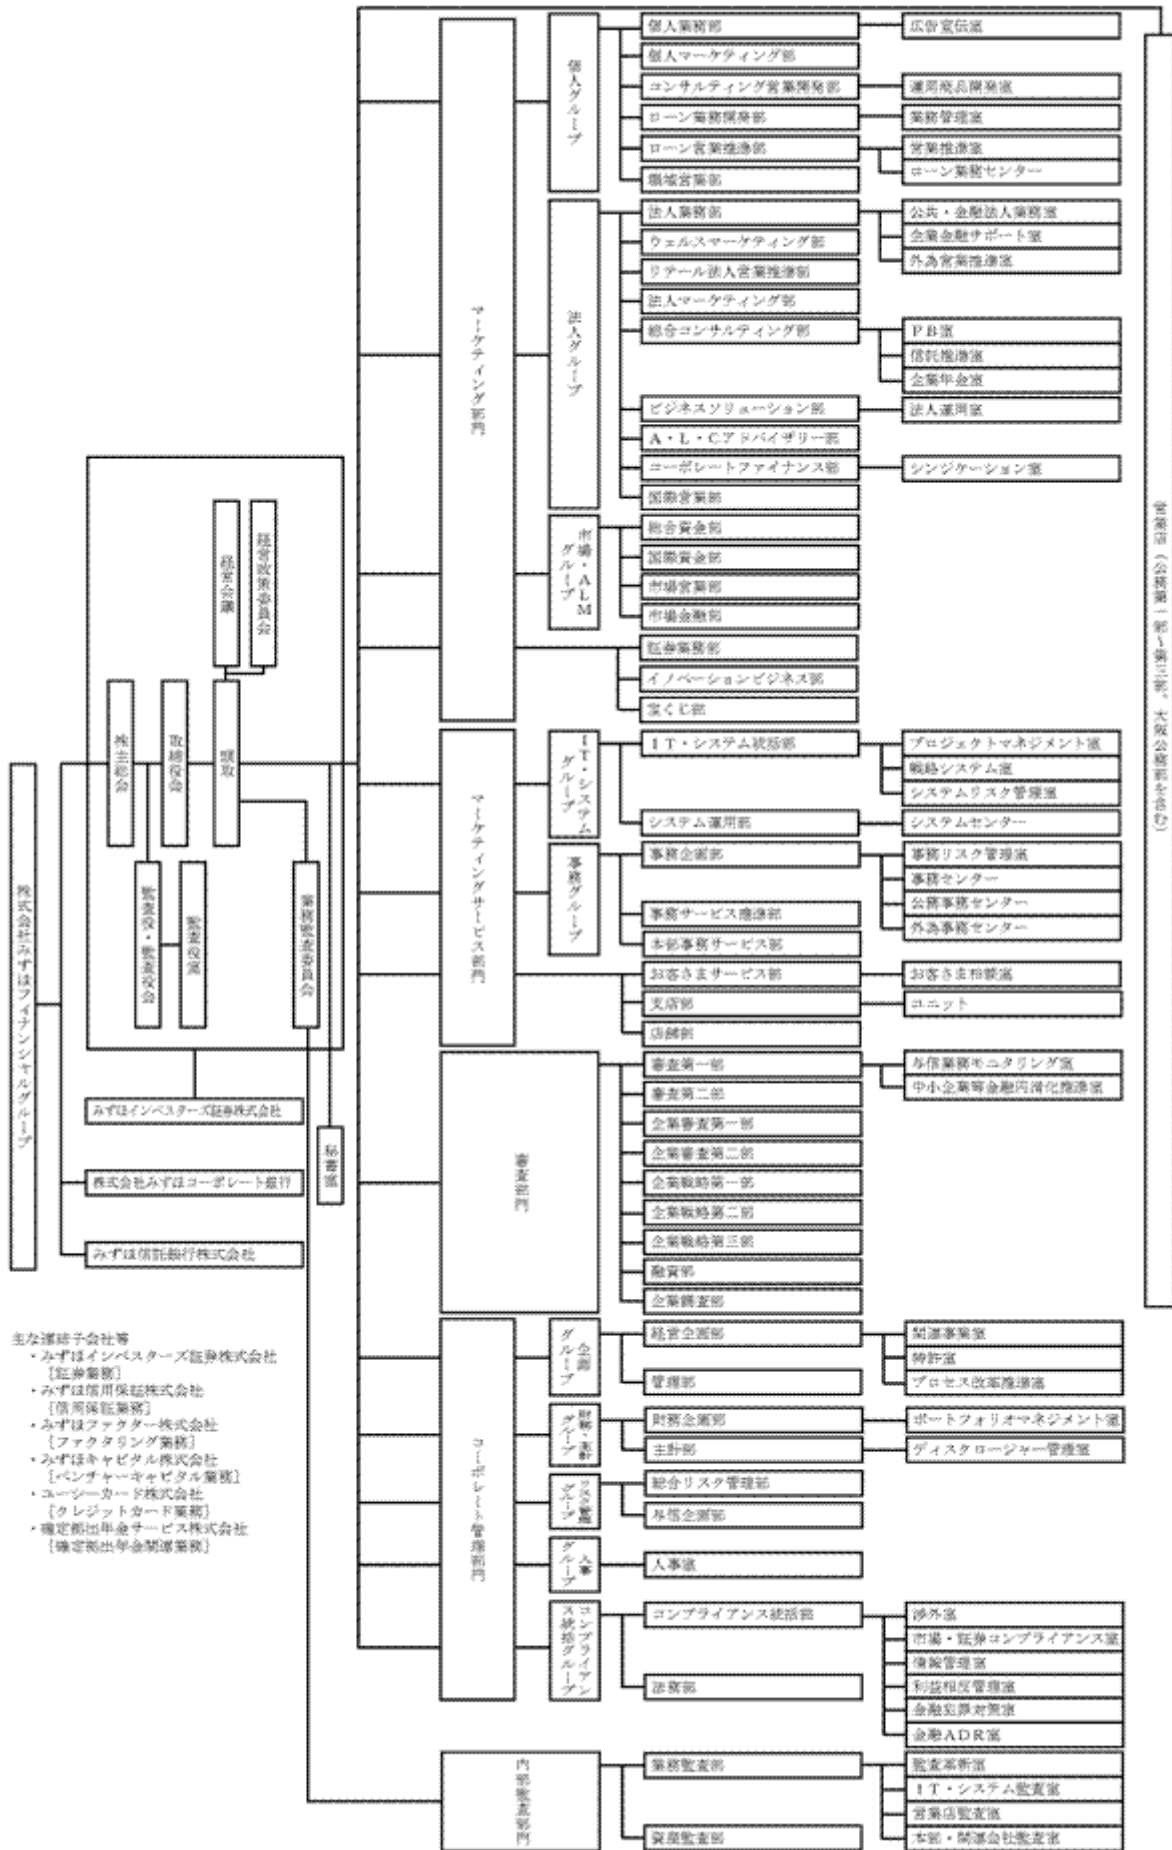 株式会社みずほフィナンシャルグループ
株主総会
取締役会
頭取
経営会議
経営政策委員会
監査役・監査役会
監査役室
業務監査委員会
みずほインベスターズ証券株式会社
株式会社みずほコーポレート銀行
みずほ信託銀行株式会社
秘書室
主な連結子会社等
・みずほインベスターズ証券株式会社
［証券業務］
・みずほ信用保証株式会社
［信用保証業務］
・みずほファクター株式会社
［ファクタリング業務］
・みずほキャピタル株式会社
［ベンチャーキャピタル業務］
・ユーシーカード株式会社
［クレジットカード業務］
・確定拠出年金サービス株式会社
［確定拠出年金関連業務］
マーケティング部門
個人グループ
個人業務部
広告宣伝室
個人マーケティング部
コンサルティング営業開発部
運用商品開発室
ローン業務開発部
業務管理室
ローン営業推進部
営業推進室
ローン業務センター
職域営業部
法人グループ
法人業務部
公共・金融法人業務室
企業金融サポート室
外為営業推進室
ウェルスマーケティング部
リテール法人営業推進部
法人マーケティング部
総合コンサルティング部
ＰＢ室
信託推進室
企業年金室
ビジネスソリューション部
法人運用室
Ａ・Ｌ・Ｃアドバイザリー部
コーポレートファイナンス部
シンジケーション室
国際営業部
市場・ＡＬＭ
グループ
総合資金部
国際資金部
市場営業部
市場金融部
証券業務部
イノベーションビジネス部
宝くじ部
マーケティングサービス部門
ＩＴ・システム
グループ
ＩＴ・システム統括部
プロジェクトマネジメント室
戦略システム室
システムリスク管理室
システム運用部
システムセンター
事務グループ
事務企画部
事務リスク管理室
事務センター
公務事務センター
外為事務センター
事務サービス推進部
本部事務サービス部
お客さまサービス部
お客さま相談室
支店部
ユニット
店舗部
審査部門
審査第一部
与信業務モニタリング室
中小企業等金融円滑化推進室
審査第二部
企業審査第一部
企業審査第二部
企業戦略第一部
企業戦略第二部
企業戦略第三部
融資部
企業調査部
コーポレート管理部門
企画
グループ
経営企画部
関連事業室
特許室
プロセス改革推進室
管理部
財務・主計
グループ
財務企画部
ポートフォリオマネジメント室
主計部
ディスクロージャー管理室
リスク管理
グループ
総合リスク管理部
与信企画部
人事
グループ
人事室
コンプライアン
ス統括グループ
コンプライアンス統括部
渉外室
市場・証券コンプライアンス室
情報管理室
利益相反管理室
金融犯罪対策室
金融ＡＤＲ室
法務部
内部監査部門
業務監査部
監査革新室
ＩＴ・システム監査室
営業店監査室
本部・関連会社監査室
資産監査部
営業店（公務第一部～第三部、大阪公務部を含む）